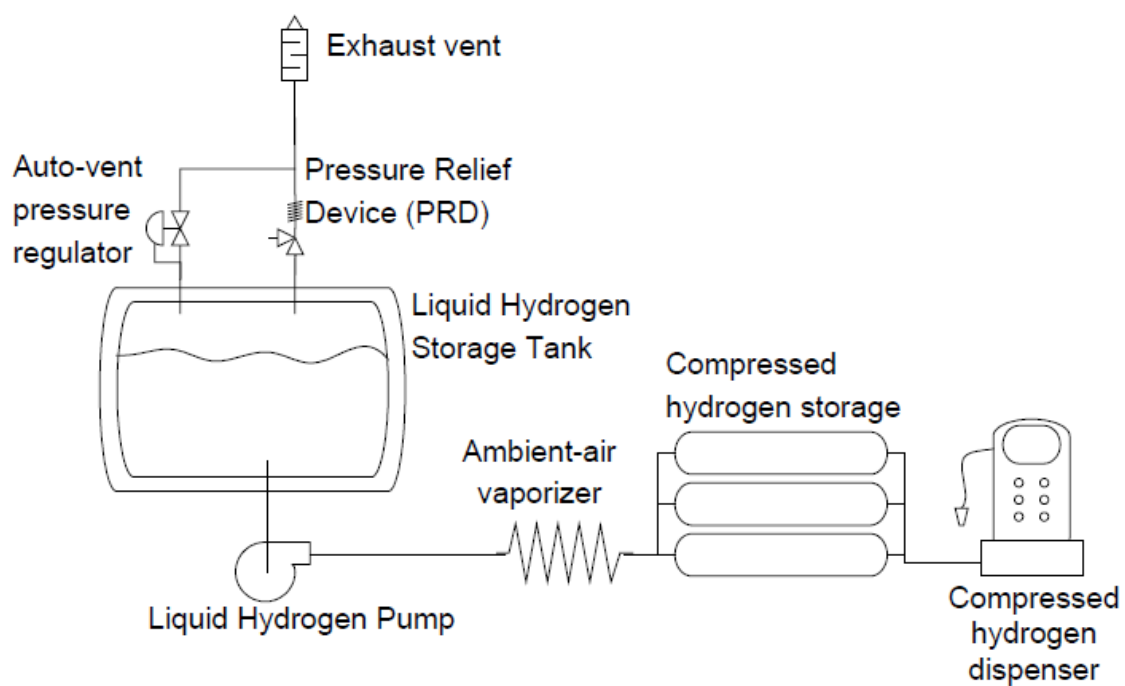 Exhaust vent
Auto-vent
pressure
regulator
Pressure Relief
Device (PRD)
Liquid Hydrogen
Storage Tank
Compressed
hydrogen storage
Ambient-air
vaporizer
Liquid Hydrogen Pump
Compressed
hydrogen
dispenser